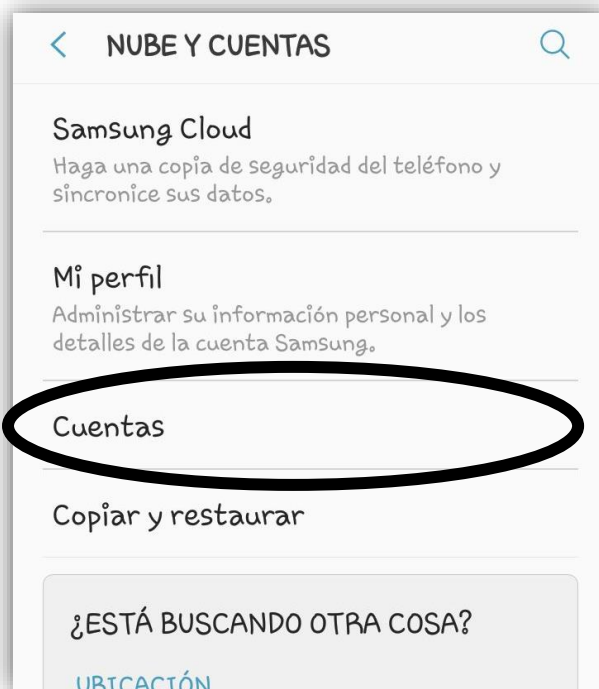 NUBE Y CUENTAS
Samsung Cloud
Haga una copia de seguridad del teléfono y
sincronice sus datos.
Mi perfil
Administrar su información personal y los
detalles de la cuenta Samsung.
Cuentas
Copiar y restaurar
¿ESTÁ BUSCANDO OTRA COSA?
UBICACIÓN